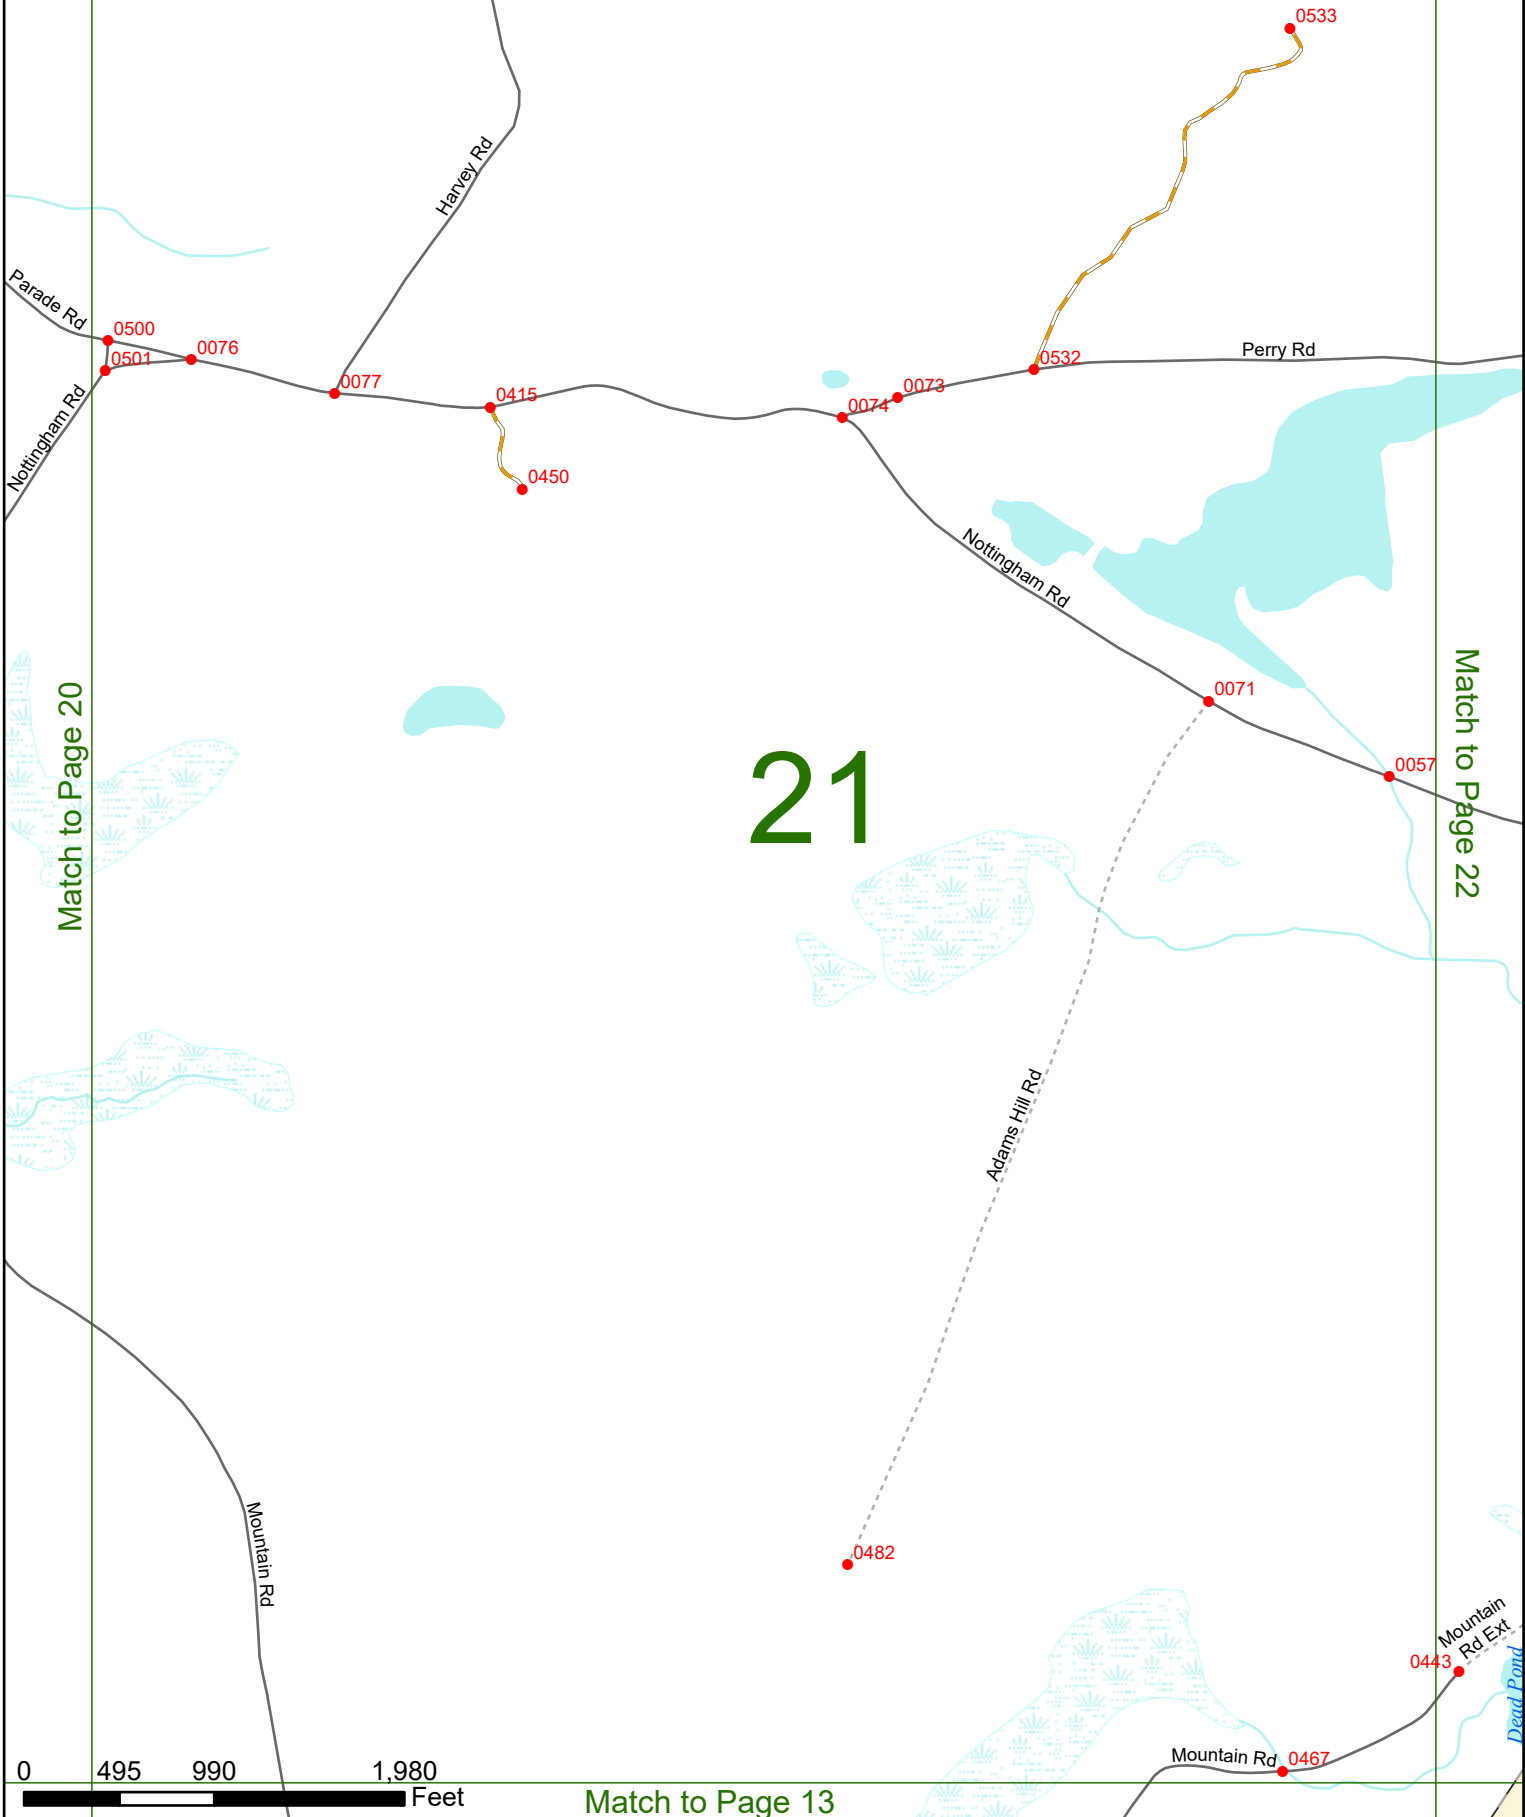 0533
Harvey Rd
Parade Rd
0500
0501
0076
Nottingham Rd
0077
0415
0450
0074
0073
0532
Perry Rd
Nottingham Rd
0071
0057
Match to Page 20
21
Match to Page 22
Adams Hill Rd
Mountain Rd
0482
Mountain
Rd Ext
0443
Dead Pond
Mountain Rd
0467
0 495 990 1,980
Feet
Match to Page 13